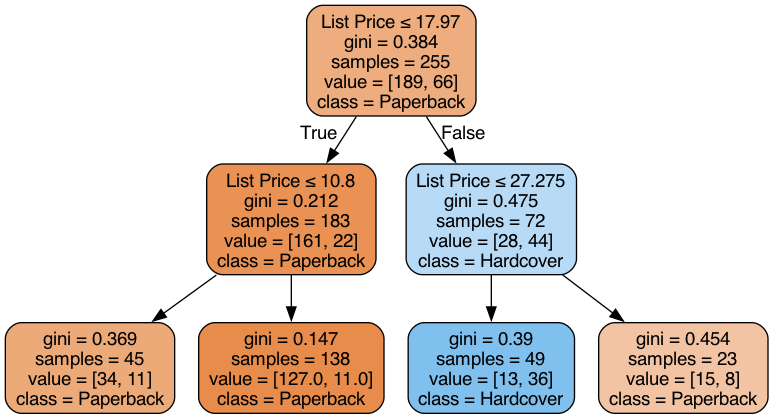 List Price ≤ 17.97
gini = 0.384
samples = 255
value = [189, 66]
class = Paperback
True
False
List Price ≤ 10.8
gini = 0.212
samples = 183
value = [161, 22]
class = Paperback
List Price ≤ 27.275
gini = 0.475
samples = 72
value = [28, 44]
class = Hardcover
gini = 0.369
samples = 45
value = [34, 11]
class = Paperback
gini = 0.147
samples = 138
value = [127.0, 11.0]
class = Paperback
gini = 0.39
samples = 49
value = [13, 36]
class = Hardcover
gini = 0.454
samples = 23
value = [15, 8]
class = Paperback